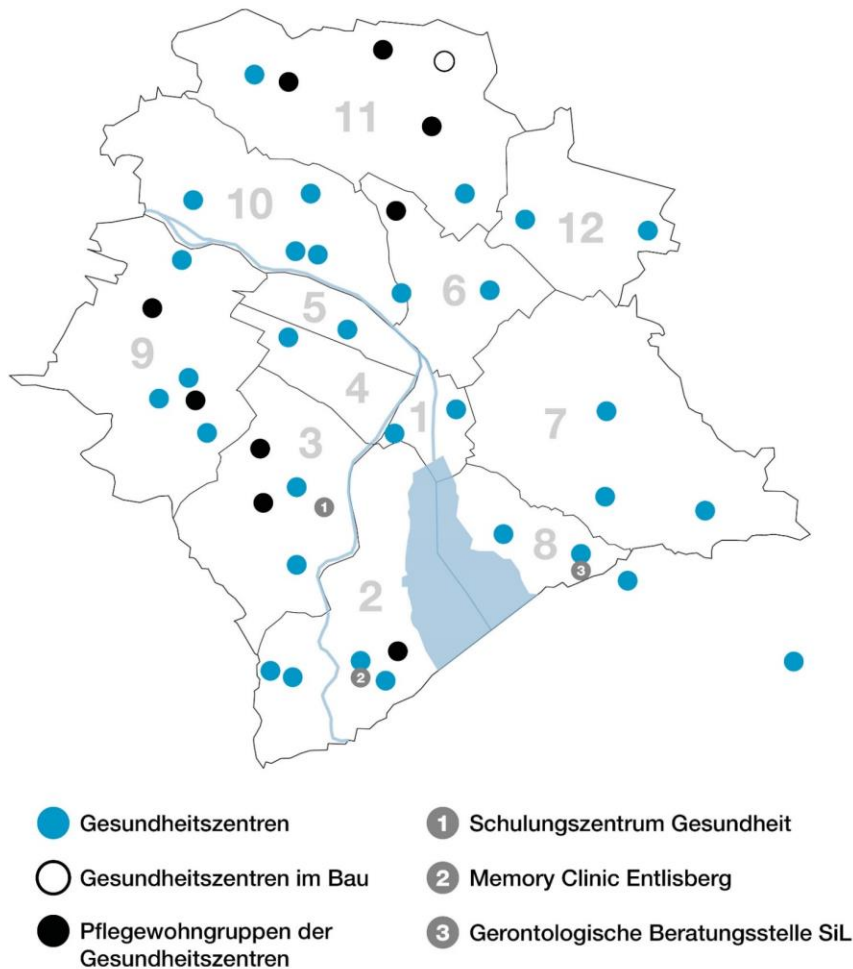 11
10
12
6
5
9
4
1
7
3
1
8
3
2
2
Gesundheitszentren
Gesundheitszentren im Bau
Pflegewohngruppen der
Gesundheitszentren
1 Schulungszentrum Gesundheit
2 Memory Clinic Entlisberg
3 Gerontologische Beratungsstelle SiL